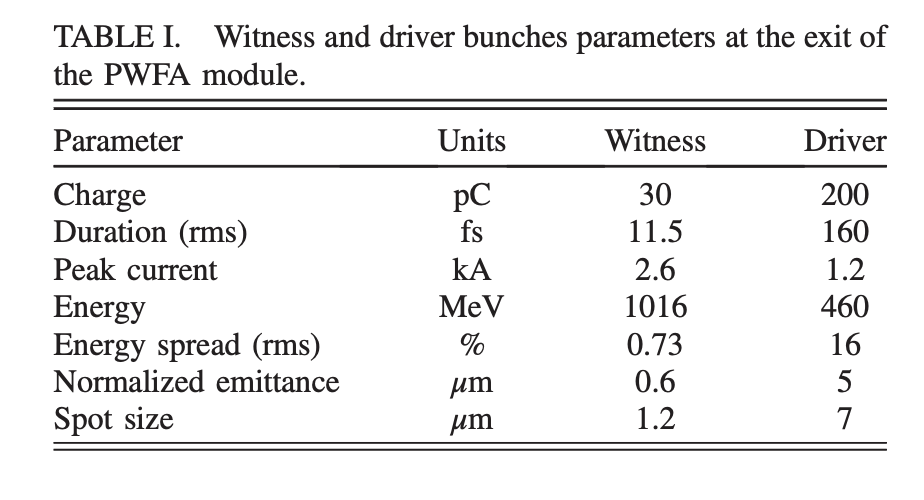 TABLE I. Witness and driver bunches parameters at the exit of
the PWFA module.
Parameter Units Witness Driver
Charge pC 30 200
Duration (rms) fs 11.5 160
Peak current kA 2.6 1.2
Energy MeV 1016 460
Energy spread (rms) % 0.73 16
Normalized emittance μm 0.6 5
Spot size μm 1.2 7